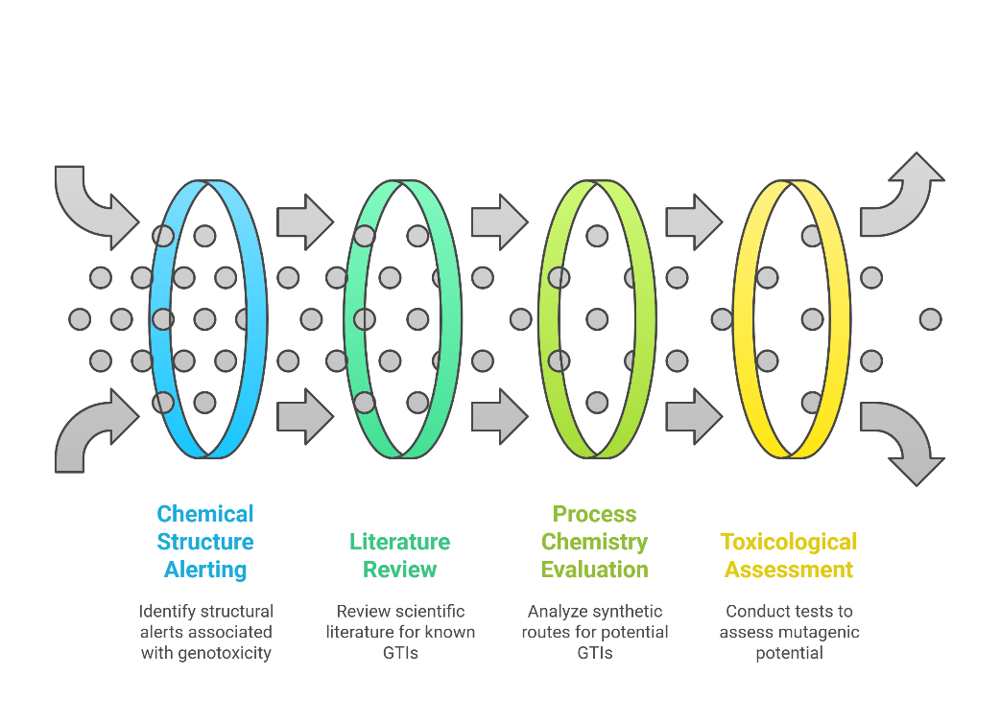 Chemical
Structure
Alerting
Identify structural
alerts associated
with genotoxicity
Literature
Review
Review scientific
literature for known
GTIs
Process
Chemistry
Evaluation
Analyze synthetic
routes for potential
GTIs
Toxicological
Assessment
Conduct tests to
assess mutagenic
potential